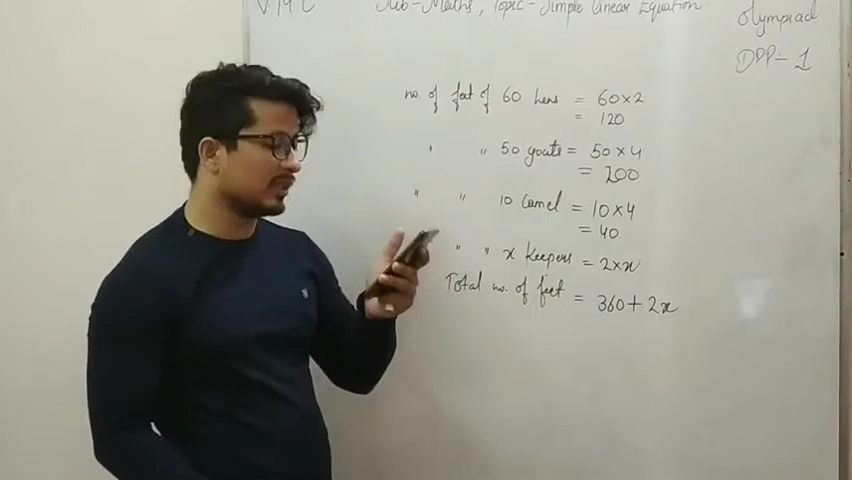 V.M.C
Sub-Maths, Topic-Simple linear Equation
Olympiad
DPP-1
no of feet of 60 hens = 60×2
= 120
" " 50 goats = 50×4
= 200
" " 10 Camel = 10×4
= 40
" " x Keepers = 2×x
Total no. of feet = 360+2x